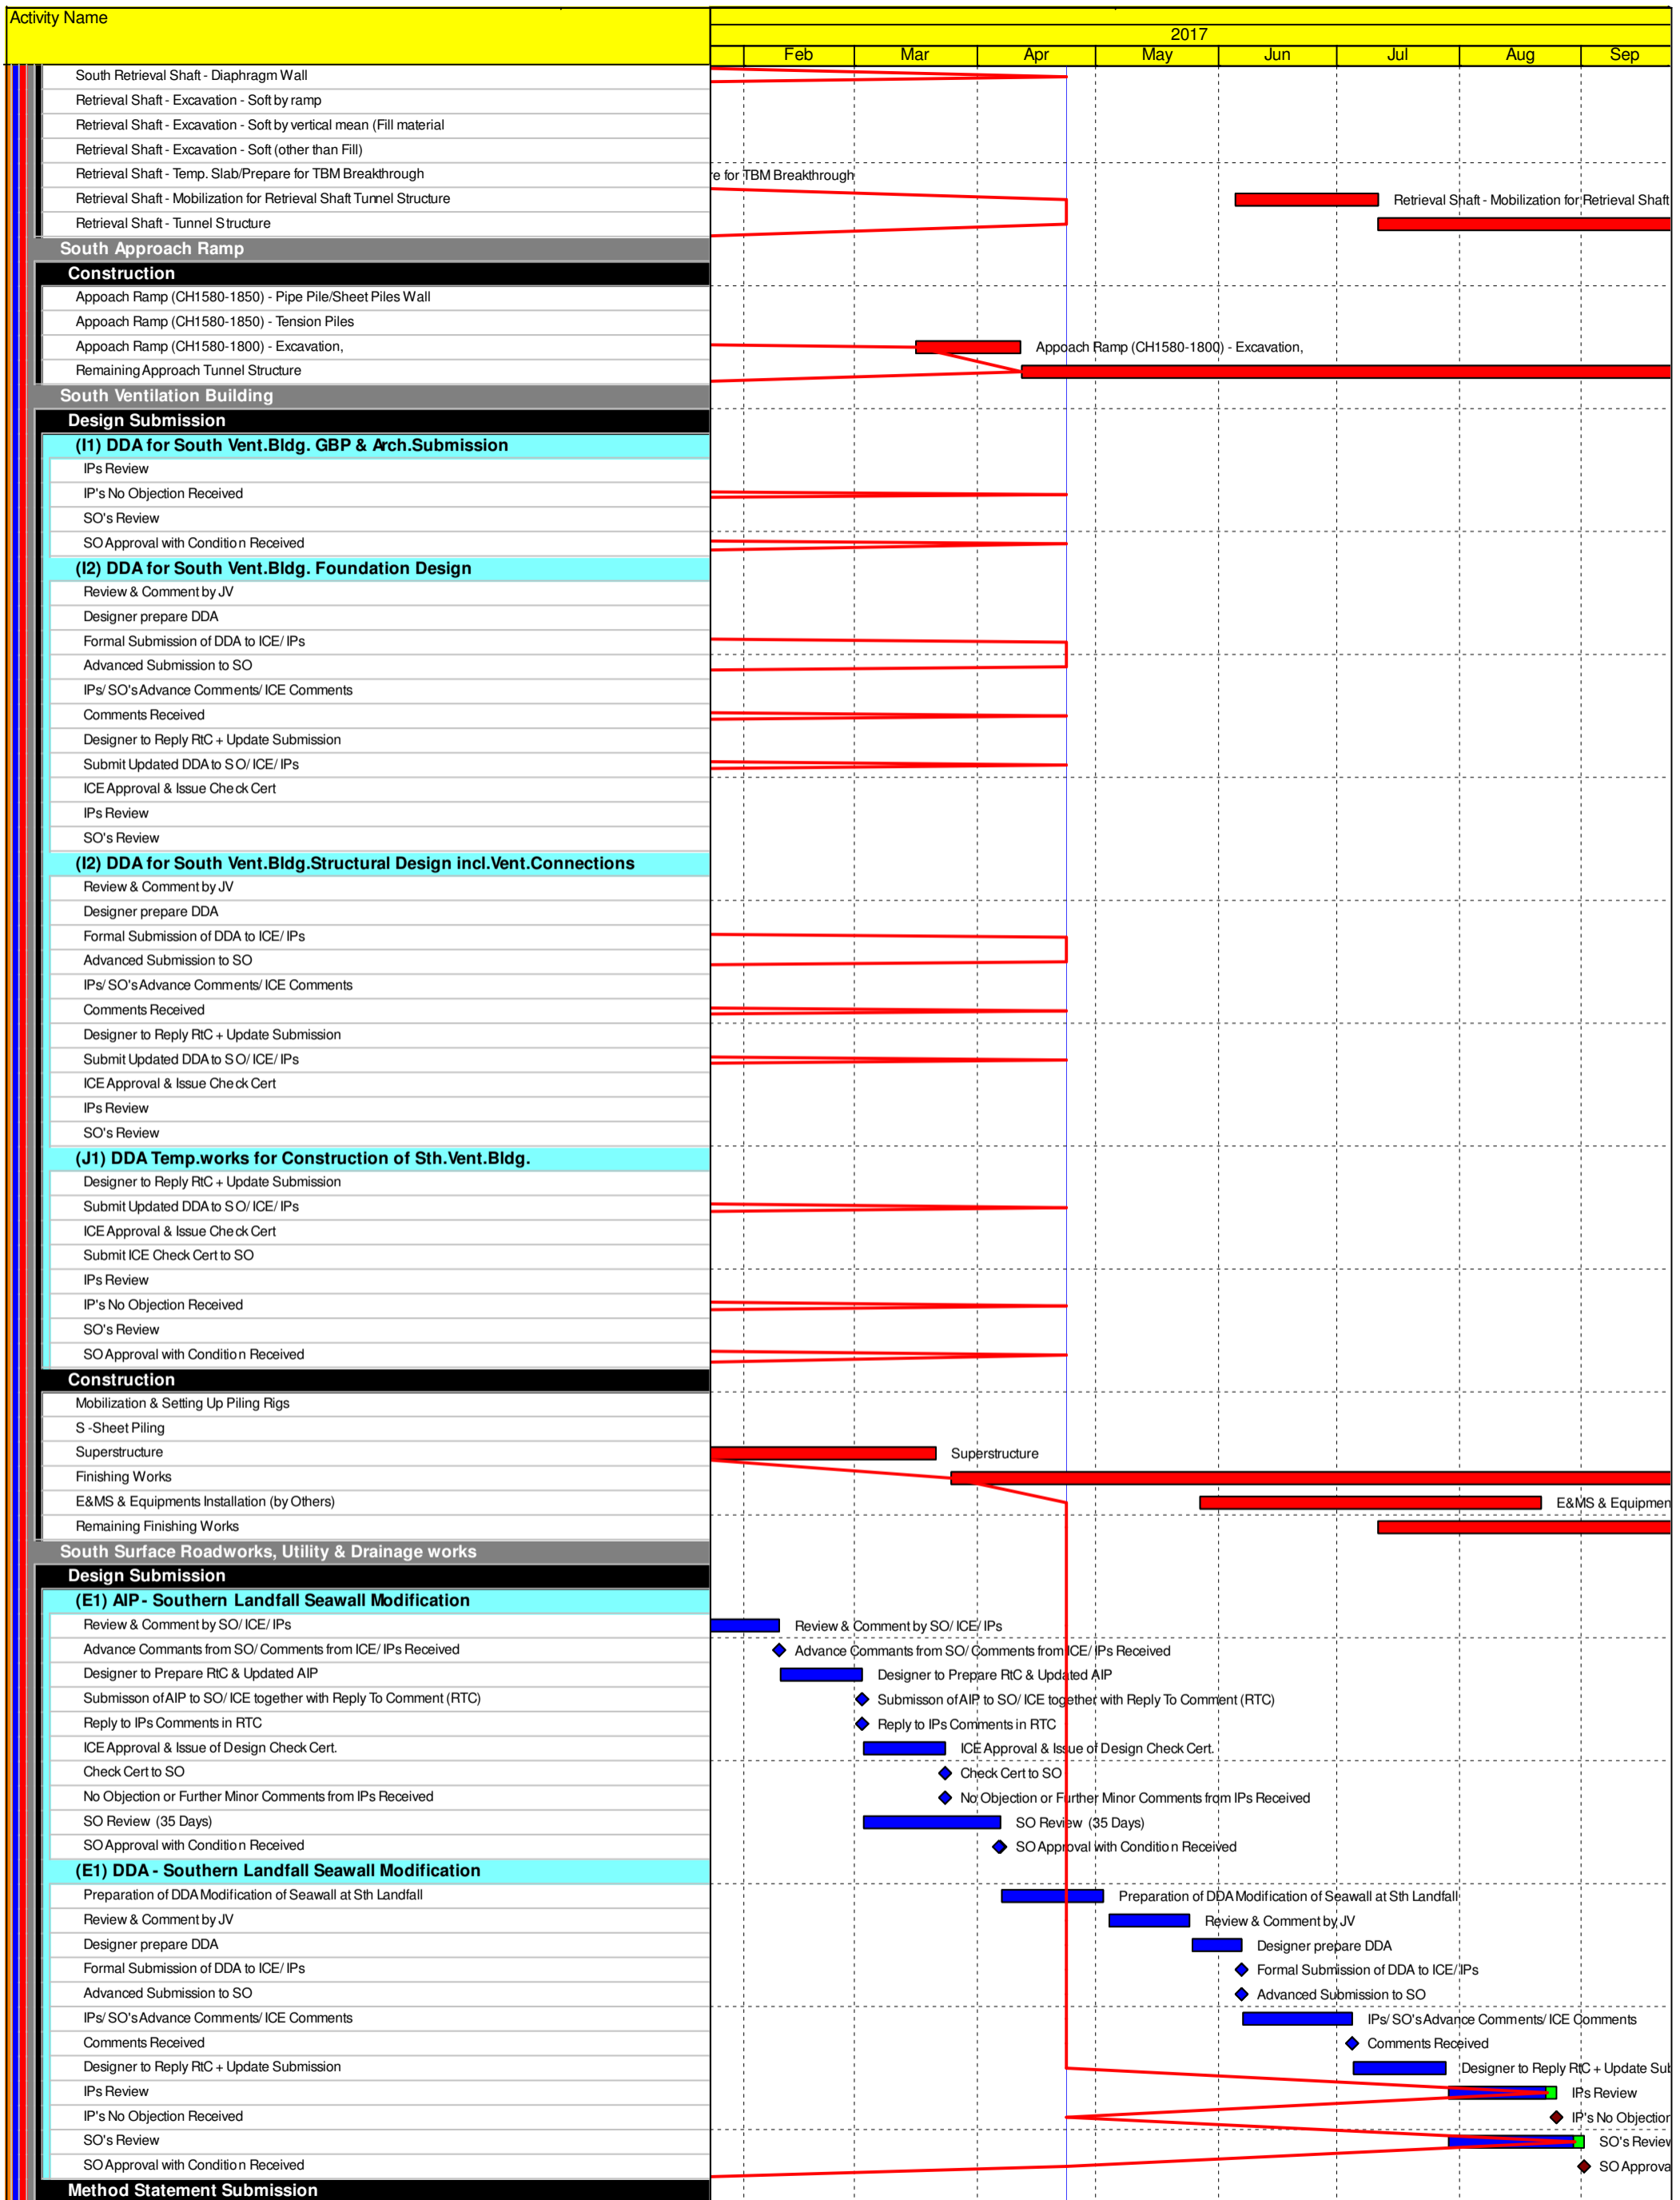 Activity Name
2017
Feb Mar Apr May Jun Jul Aug Sep
South Retrieval Shaft - Diaphragm Wall
Retrieval Shaft - Excavation - Soft by ramp
Retrieval Shaft - Excavation - Soft by vertical mean (Fill material
Retrieval Shaft - Excavation - Soft (other than Fill)
Retrieval Shaft - Temp. Slab/Prepare for TBM Breakthrough
e for TBM Breakthrough
Retrieval Shaft - Mobilization for Retrieval Shaft Tunnel Structure
Retrieval Shaft - Mobilization for Retrieval Shaft
Retrieval Shaft - Tunnel Structure
South Approach Ramp
Construction
Appoach Ramp (CH1580-1850) - Pipe Pile/Sheet Piles Wall
Appoach Ramp (CH1580-1850) - Tension Piles
Appoach Ramp (CH1580-1800) - Excavation,
Appoach Ramp (CH1580-1800) - Excavation,
Remaining Approach Tunnel Structure
South Ventilation Building
Design Submission
(I1) DDA for South Vent.Bldg. GBP & Arch.Submission
IPs Review
IP's No Objection Received
SO's Review
SO Approval with Condition Received
(I2) DDA for South Vent.Bldg. Foundation Design
Review & Comment by JV
Designer prepare DDA
Formal Submission of DDA to ICE/ IPs
Advanced Submission to SO
IPs/ SO's Advance Comments/ ICE Comments
Comments Received
Designer to Reply RtC + Update Submission
Submit Updated DDA to SO/ ICE/ IPs
ICE Approval & Issue Check Cert
IPs Review
SO's Review
(I2) DDA for South Vent.Bldg.Structural Design incl.Vent.Connections
Review & Comment by JV
Designer prepare DDA
Formal Submission of DDA to ICE/ IPs
Advanced Submission to SO
IPs/ SO's Advance Comments/ ICE Comments
Comments Received
Designer to Reply RtC + Update Submission
Submit Updated DDA to SO/ ICE/ IPs
ICE Approval & Issue Check Cert
IPs Review
SO's Review
(J1) DDA Temp.works for Construction of Sth.Vent.Bldg.
Designer to Reply RtC + Update Submission
Submit Updated DDA to SO/ ICE/ IPs
ICE Approval & Issue Check Cert
Submit ICE Check Cert to SO
IPs Review
IP's No Objection Received
SO's Review
SO Approval with Condition Received
Construction
Mobilization & Setting Up Piling Rigs
S -Sheet Piling
Superstructure
Superstructure
Finishing Works
E&MS & Equipments Installation (by Others)
E&MS & Equipmen
Remaining Finishing Works
South Surface Roadworks, Utility & Drainage works
Design Submission
(E1) AIP - Southern Landfall Seawall Modification
Review & Comment by SO/ ICE/ IPs
Review & Comment by SO/ ICE/ IPs
Advance Commants from SO/ Comments from ICE/ IPs Received
Advance Commants from SO/ Comments from ICE/ IPs Received
Designer to Prepare RtC & Updated AIP
Designer to Prepare RtC & Updated AIP
Submisson of AIP to SO/ ICE together with Reply To Comment (RTC)
Submisson of AIP to SO/ ICE together with Reply To Comment (RTC)
Reply to IPs Comments in RTC
Reply to IPs Comments in RTC
ICE Approval & Issue of Design Check Cert.
ICE Approval & Issue of Design Check Cert.
Check Cert to SO
Check Cert to SO
No Objection or Further Minor Comments from IPs Received
No Objection or Further Minor Comments from IPs Received
SO Review (35 Days)
SO Review (35 Days)
SO Approval with Condition Received
SO Approval with Condition Received
(E1) DDA - Southern Landfall Seawall Modification
Preparation of DDA Modification of Seawall at Sth Landfall
Preparation of DDA Modification of Seawall at Sth Landfall
Review & Comment by JV
Review & Comment by JV
Designer prepare DDA
Designer prepare DDA
Formal Submission of DDA to ICE/ IPs
Formal Submission of DDA to ICE/ IPs
Advanced Submission to SO
Advanced Submission to SO
IPs/ SO's Advance Comments/ ICE Comments
IPs/ SO's Advance Comments/ ICE Comments
Comments Received
Comments Received
Designer to Reply RtC + Update Submission
Designer to Reply RtC + Update Sub
IPs Review
IPs Review
IP's No Objection Received
IP's No Objection
SO's Review
SO's Review
SO Approval with Condition Received
SO Approva
Method Statement Submission